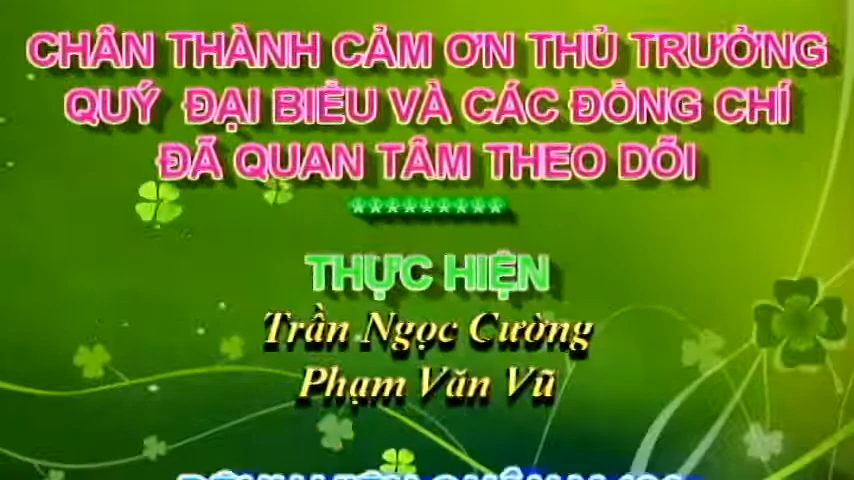 CHÂN THÀNH CẢM ƠN THỦ TRƯỞNG
QUÝ ĐẠI BIỂU VÀ CÁC ĐỒNG CHÍ
ĐÃ QUAN TÂM THEO DÕI
*********
THỰC HIỆN
Trần Ngọc Cường
Phạm Văn Vũ